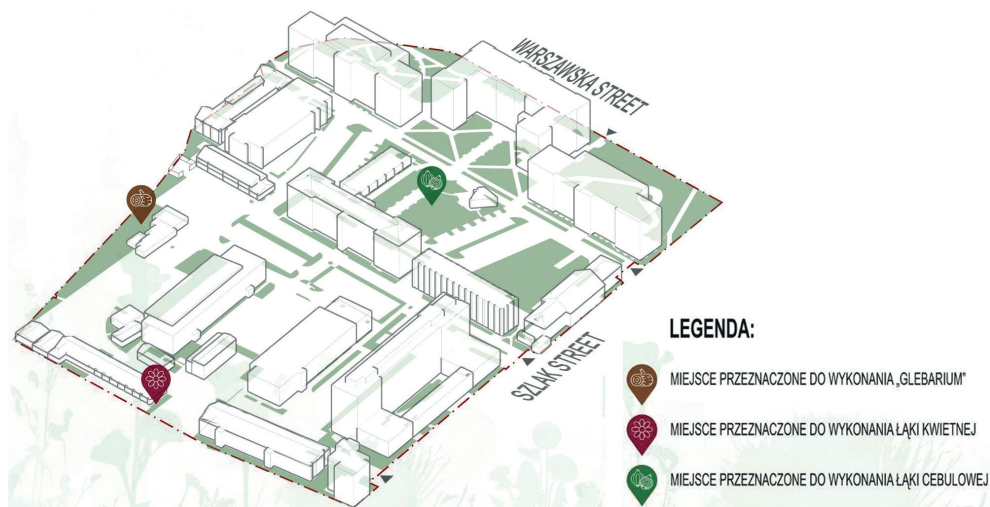 WARSZAWSKA STREET
SZLAK STREET
LEGENDA:
MIEJSCE PRZEZNACZONE DO WYKONANIA „GLEBARIUM”
MIEJSCE PRZEZNACZONE DO WYKONANIA ŁĄKI KWIETNEJ
MIEJSCE PRZEZNACZONE DO WYKONANIA ŁĄKI CEBULOWEJ